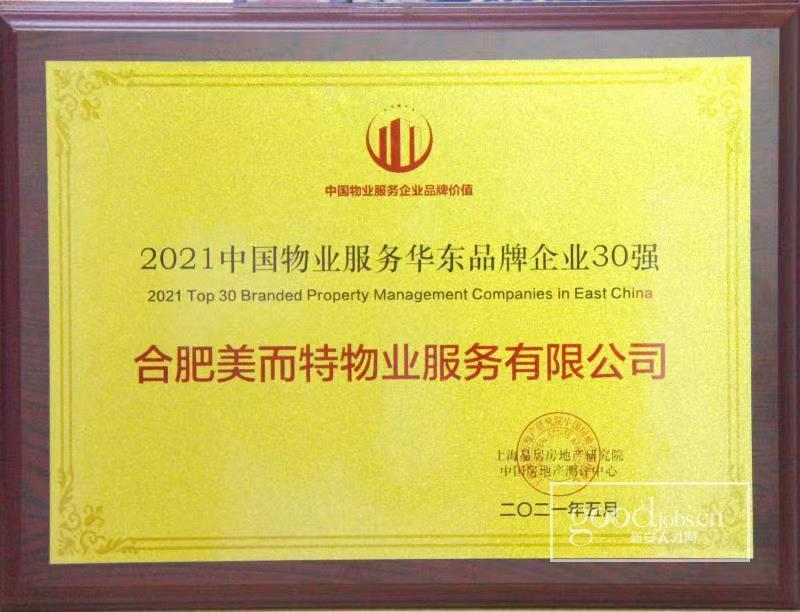 中国物业服务企业品牌价值
2021中国物业服务华东品牌企业30强
2021 Top 30 Branded Property Management Companies in East China
合肥美而特物业服务有限公司
上海易居房地产研究院
中国房地产测评中心
二〇二一年五月
goodjobs.cn
新安人才网